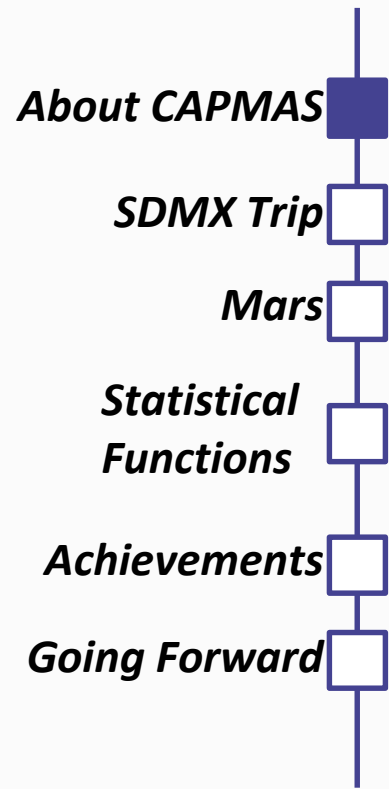 About CAPMAS
SDMX Trip
Mars
Statistical
Functions
Achievements
Going Forward